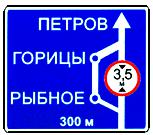 ПЕТРОВ
ГОРИЦЫ
3,5
М
РЫБНОЕ
300 м